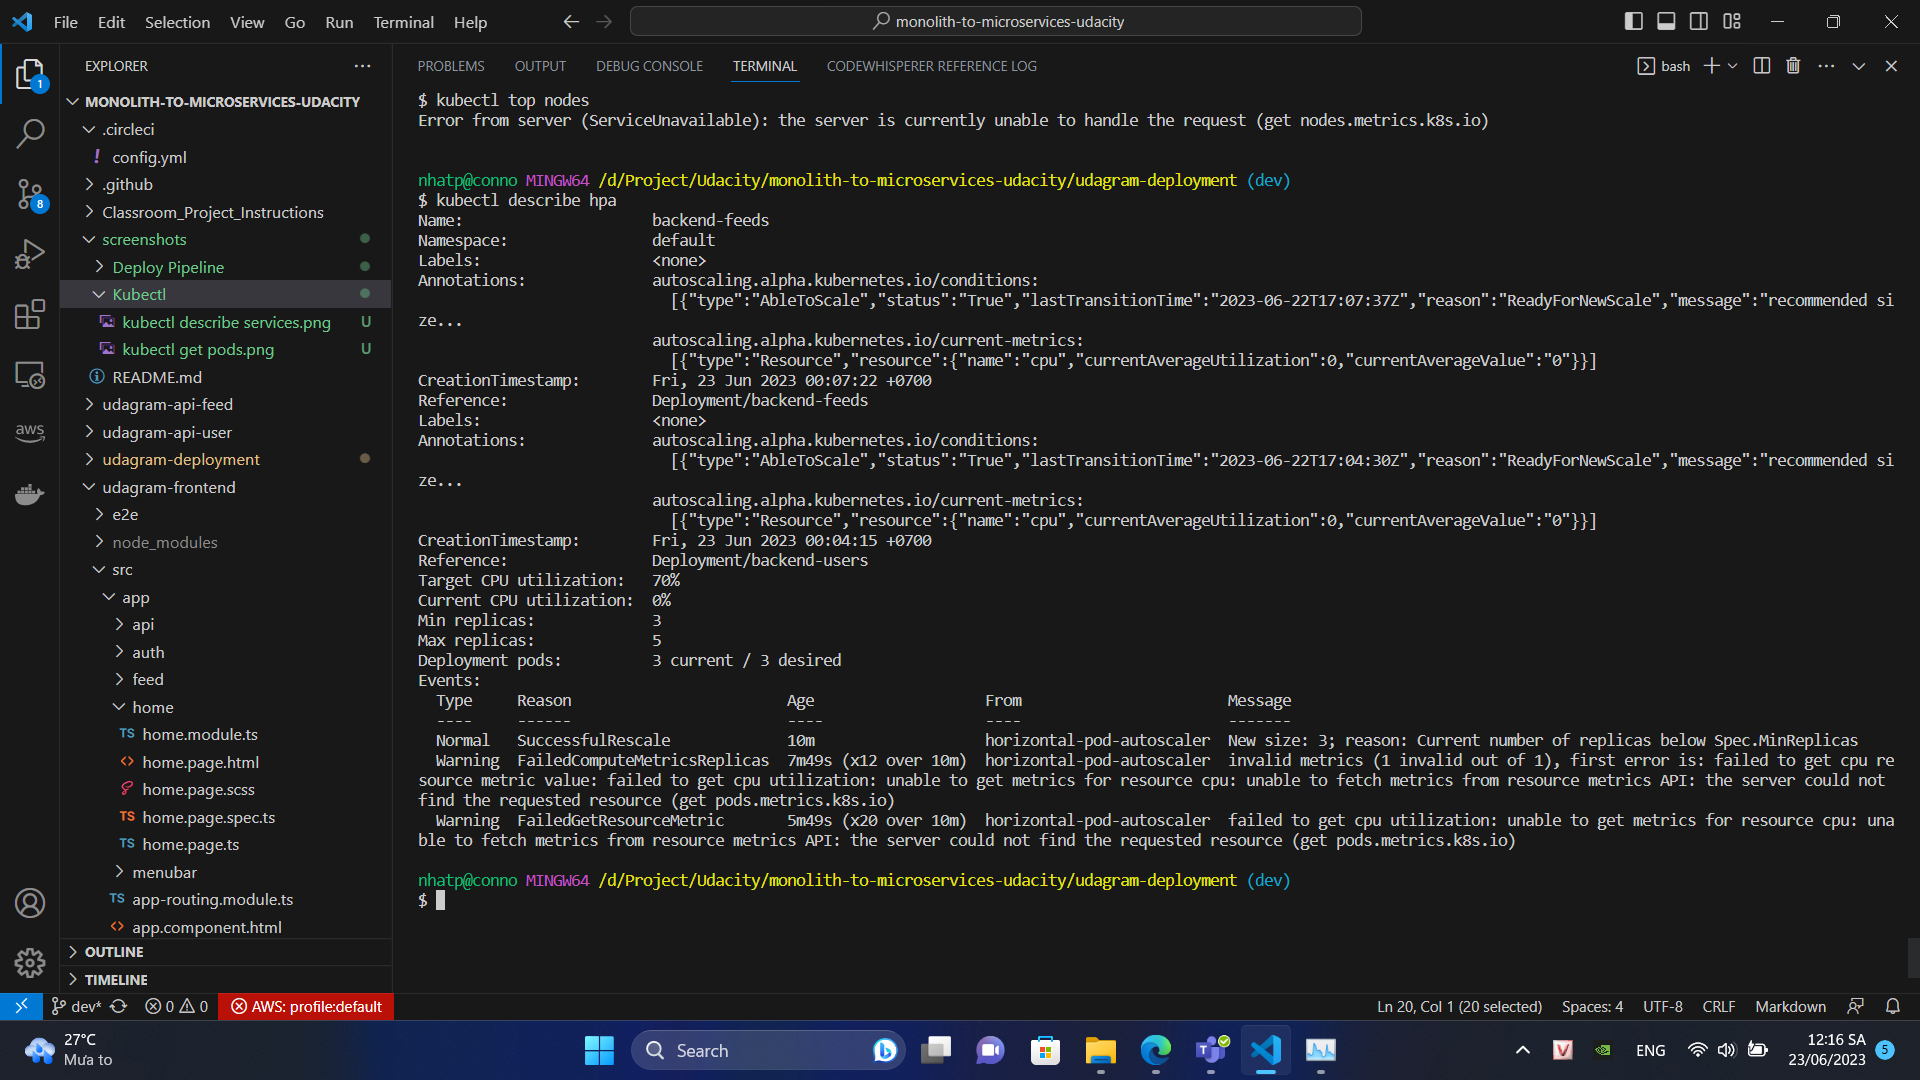 File Edit Selection View Go Run Terminal Help
monolith-to-microservices-udacity
EXPLORER
PROBLEMS OUTPUT DEBUG CONSOLE TERMINAL CODEWHISPERER REFERENCE LOG
bash
1
8
aws
MONOLITH-TO-MICROSERVICES-UDACITY
.circleci
! config.yml
.github
Classroom_Project_Instructions
screenshots
Deploy Pipeline
Kubectl
kubectl describe services.png U
kubectl get pods.png U
README.md
udagram-api-feed
udagram-api-user
udagram-deployment
udagram-frontend
e2e
node_modules
src
app
api
auth
feed
home
TS home.module.ts
<> home.page.html
home.page.scss
TS home.page.spec.ts
TS home.page.ts
menubar
TS app-routing.module.ts
<> app.component.html
OUTLINE
TIMELINE
$ kubectl top nodes
Error from server (ServiceUnavailable): the server is currently unable to handle the request (get nodes.metrics.k8s.io)
nhatp@conno MINGW64 /d/Project/Udacity/monolith-to-microservices-udacity/udagram-deployment (dev)
$ kubectl describe hpa
Name: backend-feeds
Namespace: default
Labels: <none>
Annotations: autoscaling.alpha.kubernetes.io/conditions:
[{"type":"AbleToScale","status":"True","lastTransitionTime":"2023-06-22T17:07:37Z","reason":"ReadyForNewScale","message":"recommended si
ze...
autoscaling.alpha.kubernetes.io/current-metrics:
[{"type":"Resource","resource":{"name":"cpu","currentAverageUtilization":0,"currentAverageValue":"0"}}]
CreationTimestamp: Fri, 23 Jun 2023 00:07:22 +0700
Reference: Deployment/backend-feeds
Labels: <none>
Annotations: autoscaling.alpha.kubernetes.io/conditions:
[{"type":"AbleToScale","status":"True","lastTransitionTime":"2023-06-22T17:04:30Z","reason":"ReadyForNewScale","message":"recommended si
ze...
autoscaling.alpha.kubernetes.io/current-metrics:
[{"type":"Resource","resource":{"name":"cpu","currentAverageUtilization":0,"currentAverageValue":"0"}}]
CreationTimestamp: Fri, 23 Jun 2023 00:04:15 +0700
Reference: Deployment/backend-users
Target CPU utilization: 70%
Current CPU utilization: 0%
Min replicas: 3
Max replicas: 5
Deployment pods: 3 current / 3 desired
Events:
Type Reason Age From Message
---- ------ ---- ---- -------
Normal SuccessfulRescale 10m horizontal-pod-autoscaler New size: 3; reason: Current number of replicas below Spec.MinReplicas
Warning FailedComputeMetricsReplicas 7m49s (x12 over 10m) horizontal-pod-autoscaler invalid metrics (1 invalid out of 1), first error is: failed to get cpu re
source metric value: failed to get cpu utilization: unable to get metrics for resource cpu: unable to fetch metrics from resource metrics API: the server could not
find the requested resource (get pods.metrics.k8s.io)
Warning FailedGetResourceMetric 5m49s (x20 over 10m) horizontal-pod-autoscaler failed to get cpu utilization: unable to get metrics for resource cpu: una
ble to fetch metrics from resource metrics API: the server could not find the requested resource (get pods.metrics.k8s.io)
nhatp@conno MINGW64 /d/Project/Udacity/monolith-to-microservices-udacity/udagram-deployment (dev)
$
dev* 0 0 AWS: profile:default
Ln 20, Col 1 (20 selected) Spaces: 4 UTF-8 CRLF Markdown
27°C
Mưa to
Search
ENG
12:16 SA
23/06/2023
5